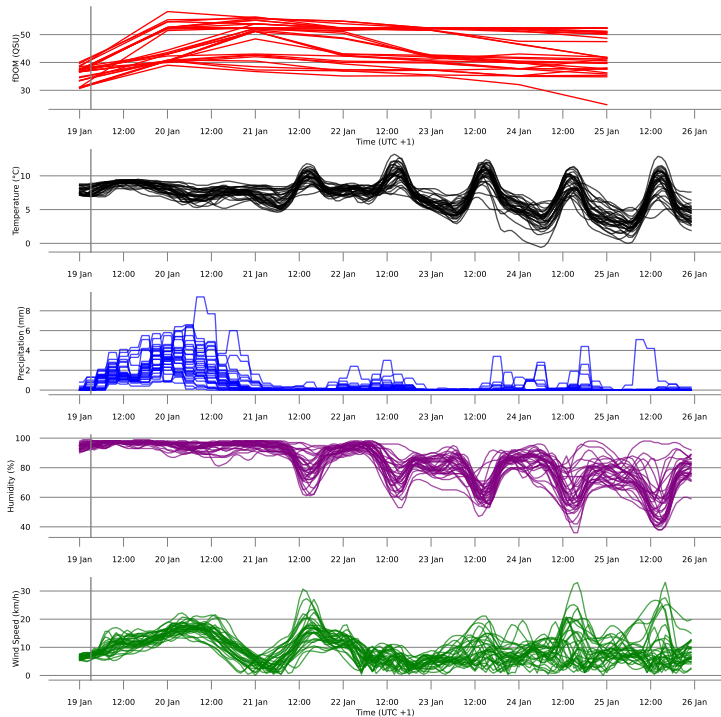 fDOM (QSU)
50
40
30
19 Jan 12:00 20 Jan 12:00 21 Jan 12:00 22 Jan 12:00 23 Jan 12:00 24 Jan 12:00 25 Jan 12:00 26 Jan
Time (UTC +1)
Temperature (°C)
10
5
0
19 Jan 12:00 20 Jan 12:00 21 Jan 12:00 22 Jan 12:00 23 Jan 12:00 24 Jan 12:00 25 Jan 12:00 26 Jan
Precipitation (mm)
8
6
4
2
0
19 Jan 12:00 20 Jan 12:00 21 Jan 12:00 22 Jan 12:00 23 Jan 12:00 24 Jan 12:00 25 Jan 12:00 26 Jan
Humidity (%)
100
80
60
40
19 Jan 12:00 20 Jan 12:00 21 Jan 12:00 22 Jan 12:00 23 Jan 12:00 24 Jan 12:00 25 Jan 12:00 26 Jan
Wind Speed (km/h)
30
20
10
0
19 Jan 12:00 20 Jan 12:00 21 Jan 12:00 22 Jan 12:00 23 Jan 12:00 24 Jan 12:00 25 Jan 12:00 26 Jan
Time (UTC +1)